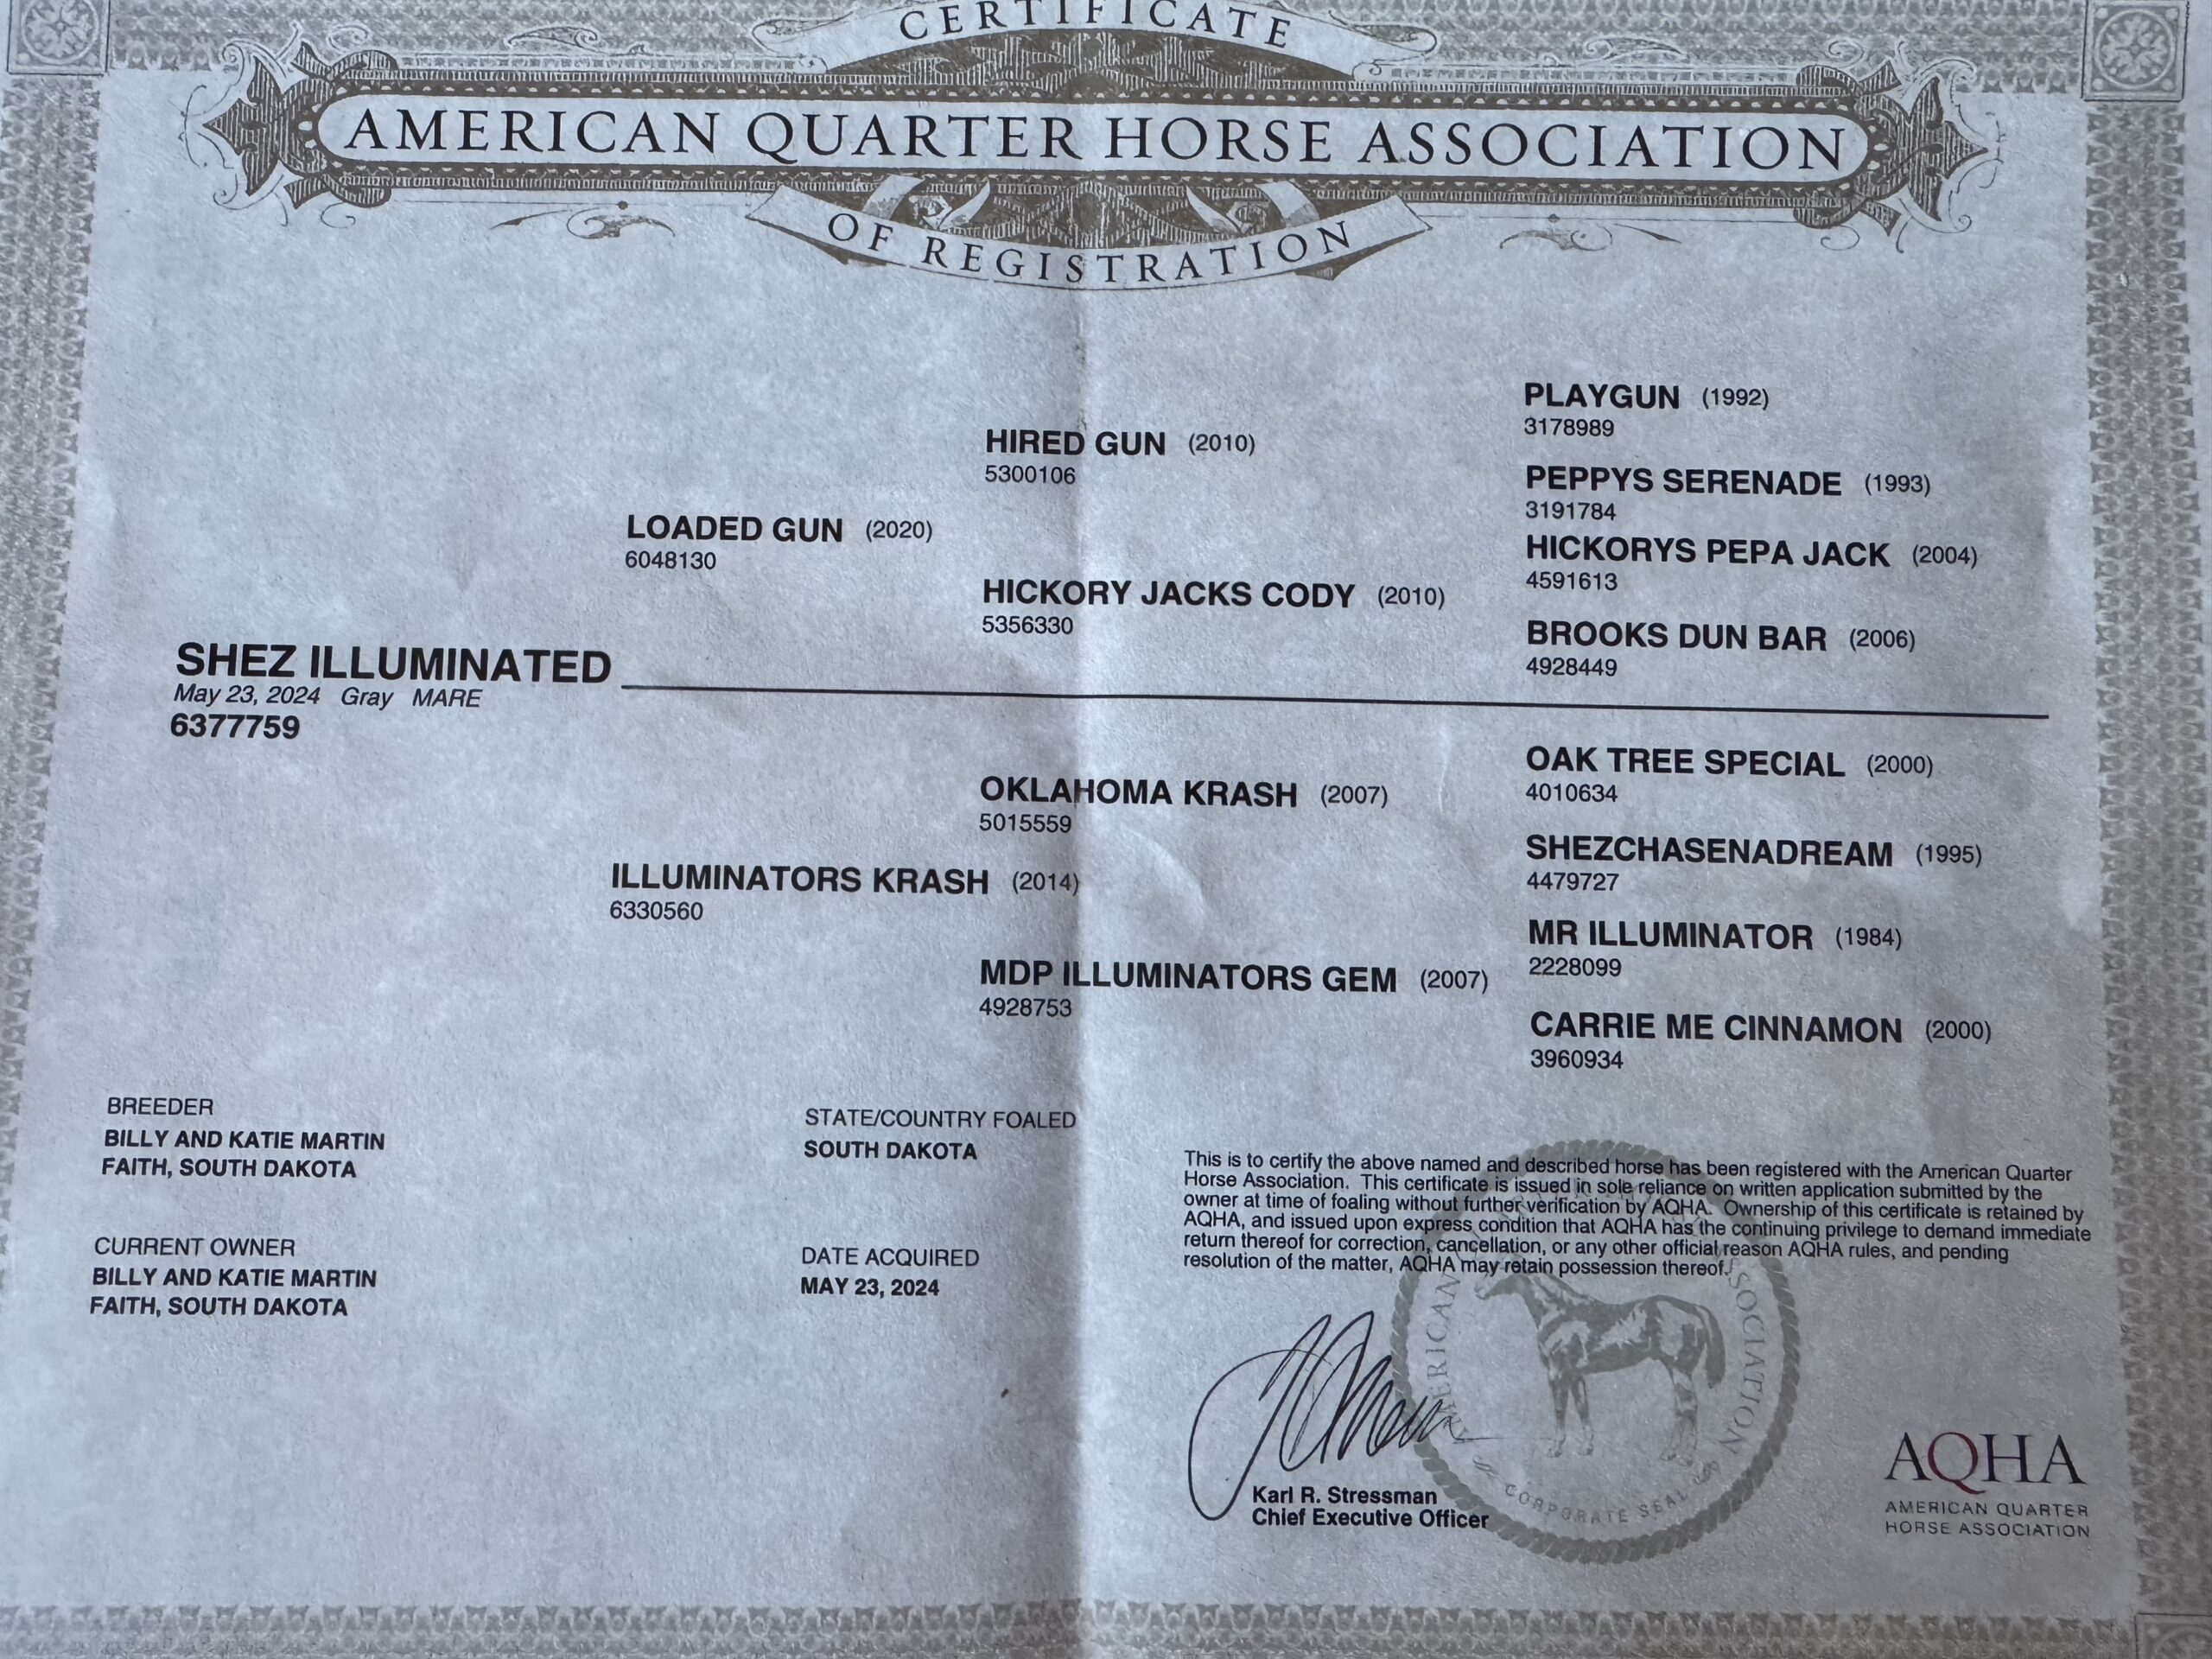 CERTIFICATE
AMERICAN QUARTER HORSE ASSOCIATION
OF REGISTRATION
PLAYGUN (1992)
3178989
HIRED GUN (2010)
5300106
PEPPYS SERENADE (1993)
3191784
LOADED GUN (2020)
6048130
HICKORYS PEPA JACK (2004)
4591613
HICKORY JACKS CODY (2010)
5356330
BROOKS DUN BAR (2006)
4928449
SHEZ ILLUMINATED
May 23, 2024 Gray MARE
6377759
OAK TREE SPECIAL (2000)
4010634
OKLAHOMA KRASH (2007)
5015559
SHEZCHASENADREAM (1995)
4479727
ILLUMINATORS KRASH (2014)
6330560
MR ILLUMINATOR (1984)
2228099
MDP ILLUMINATORS GEM (2007)
4928753
CARRIE ME CINNAMON (2000)
3960934
BREEDER
BILLY AND KATIE MARTIN
FAITH, SOUTH DAKOTA
STATE/COUNTRY FOALED
SOUTH DAKOTA
CURRENT OWNER
BILLY AND KATIE MARTIN
FAITH, SOUTH DAKOTA
DATE ACQUIRED
MAY 23, 2024
This is to certify the above named and described horse has been registered with the American Quarter
Horse Association. This certificate is issued in sole reliance on written application submitted by the
owner at time of foaling without further verification by AQHA. Ownership of this certificate is retained by
AQHA, and issued upon express condition that AQHA has the continuing privilege to demand immediate
return thereof for correction, cancellation, or any other official reason AQHA rules, and pending
resolution of the matter, AQHA may retain possession thereof.
Karl R. Stressman
Chief Executive Officer
AMERICAN
ASSOCIATION
CORPORATE SEAL
AQHA
AMERICAN QUARTER
HORSE ASSOCIATION